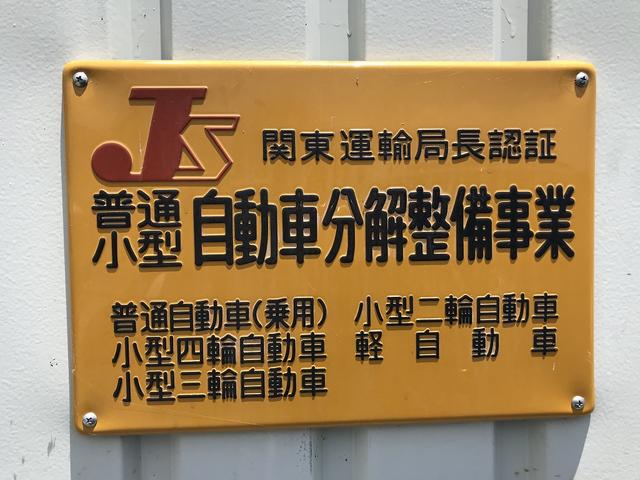 JS 関東運輸局長認証
普通
小型 自動車分解整備事業
普通自動車(乗用) 小型二輪自動車
小型四輪自動車 軽自動車
小型三輪自動車